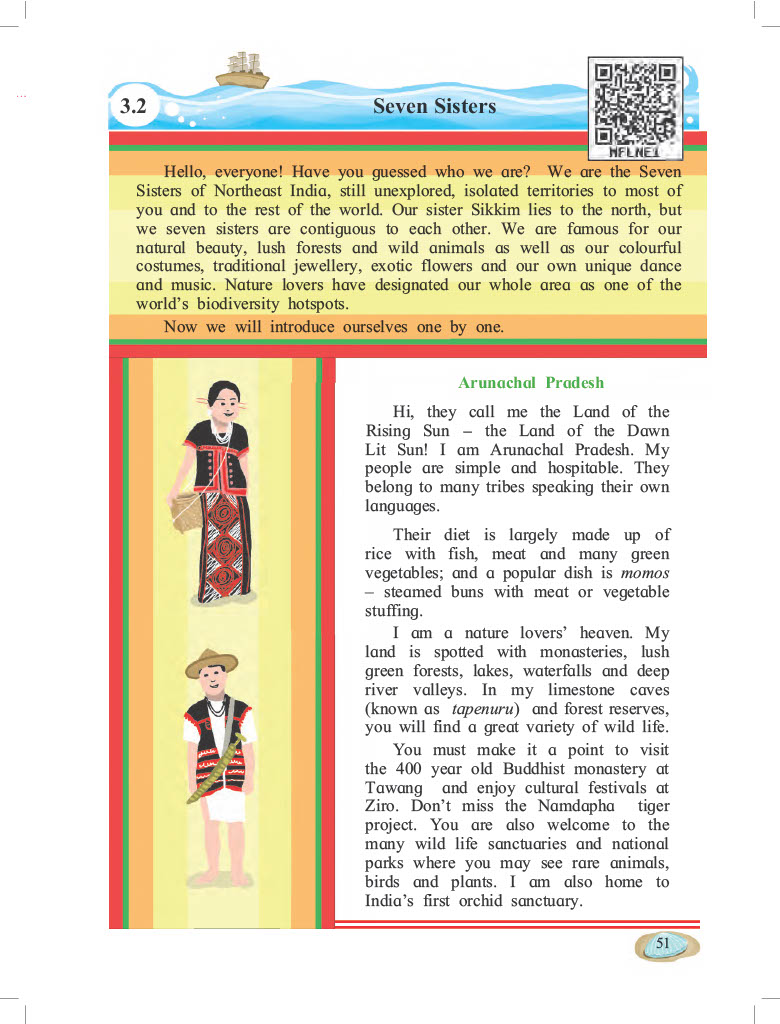 3.2
Seven Sisters
MFLNE1
Hello, everyone! Have you guessed who we are? We are the Seven
Sisters of Northeast India, still unexplored, isolated territories to most of
you and to the rest of the world. Our sister Sikkim lies to the north, but
we seven sisters are contiguous to each other. We are famous for our
natural beauty, lush forests and wild animals as well as our colourful
costumes, traditional jewellery, exotic flowers and our own unique dance
and music. Nature lovers have designated our whole area as one of the
world's biodiversity hotspots.
Now we will introduce ourselves one by one.
Arunachal Pradesh
Hi, they call me the Land of the
Rising Sun – the Land of the Dawn
Lit Sun! I am Arunachal Pradesh. My
people are simple and hospitable. They
belong to many tribes speaking their own
languages.
Their diet is largely made up of
rice with fish, meat and many green
vegetables; and a popular dish is momos
– steamed buns with meat or vegetable
stuffing.
I am a nature lovers' heaven. My
land is spotted with monasteries, lush
green forests, lakes, waterfalls and deep
river valleys. In my limestone caves
(known as tapenuru) and forest reserves,
you will find a great variety of wild life.
You must make it a point to visit
the 400 year old Buddhist monastery at
Tawang and enjoy cultural festivals at
Ziro. Don't miss the Namdapha tiger
project. You are also welcome to the
many wild life sanctuaries and national
parks where you may see rare animals,
birds and plants. I am also home to
India's first orchid sanctuary.
51